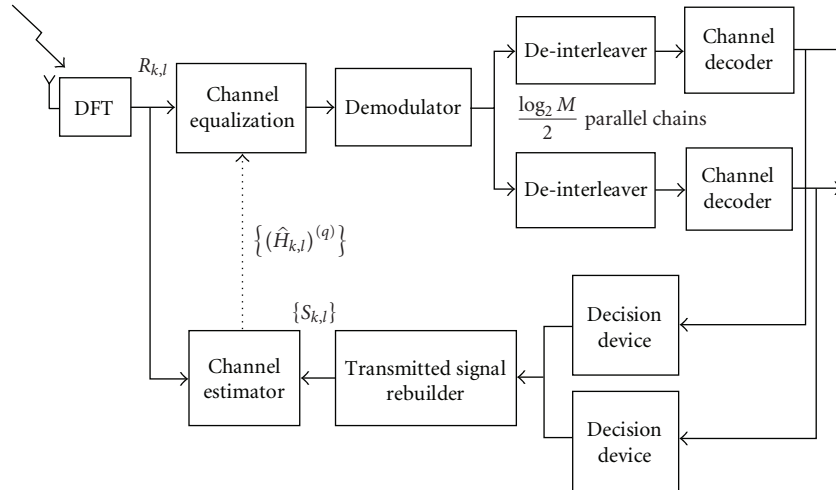 DFT
R_{k,l}
Channel
equalization
Demodulator
De-interleaver
Channel
decoder
log₂ M / 2 parallel chains
De-interleaver
Channel
decoder
{(Ĥ_{k,l})^{(q)}}
{S_{k,l}}
Channel
estimator
Transmitted signal
rebuilder
Decision
device
Decision
device